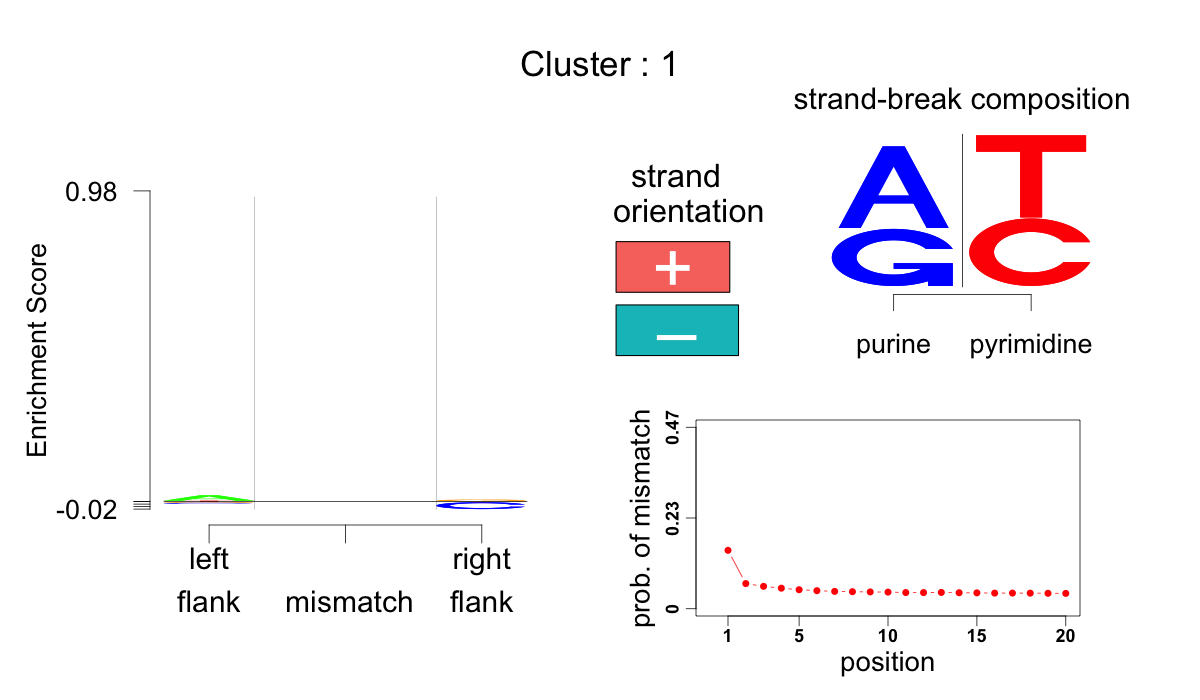 Cluster : 1
strand-break composition
0.98
Enrichment Score
-0.02
left
flank
mismatch
right
flank
strand
orientation
+
−
A
G
T
C
purine
pyrimidine
prob. of mismatch
0.47
0.23
0
1
5
10
15
20
position